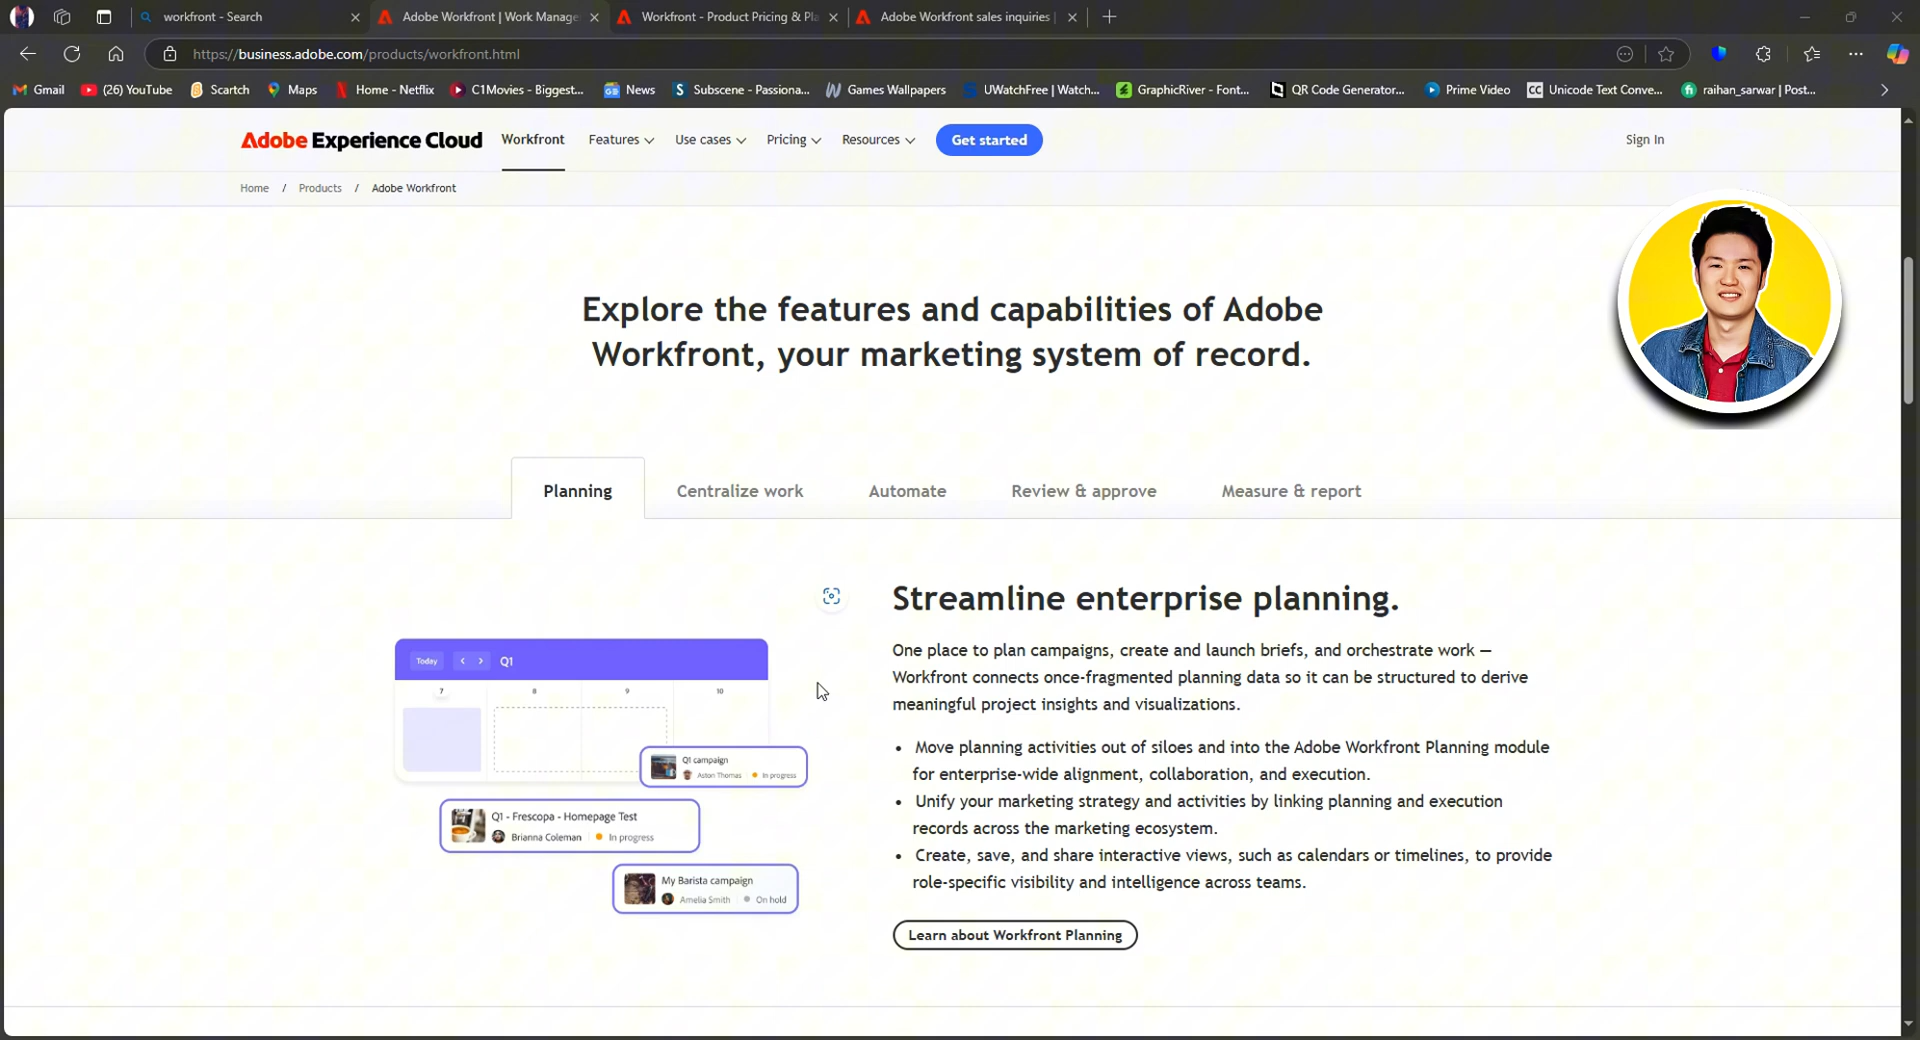 workfront - Search
Adobe Workfront | Work Manage
Workfront - Product Pricing & Pla
Adobe Workfront sales inquiries |
https://business.adobe.com/products/workfront.html
Gmail
(26) YouTube
Scartch
Maps
Home - Netflix
C1Movies - Biggest...
News
Subscene - Passiona...
Games Wallpapers
UWatchFree | Watch...
GraphicRiver - Font...
QR Code Generator...
Prime Video
CC Unicode Text Conve...
raihan_sarwar | Post...
Adobe Experience Cloud
Workfront
Features
Use cases
Pricing
Resources
Get started
Sign In
Home / Products / Adobe Workfront
Explore the features and capabilities of Adobe
Workfront, your marketing system of record.
Planning
Centralize work
Automate
Review & approve
Measure & report
Today < > Q1
7 8 9 10
Q1 campaign
Aston Thomas In progress
Q1 - Frescopa - Homepage Test
Brianna Coleman In progress
My Barista campaign
Amelia Smith On hold
Streamline enterprise planning.
One place to plan campaigns, create and launch briefs, and orchestrate work —
Workfront connects once-fragmented planning data so it can be structured to derive
meaningful project insights and visualizations.
• Move planning activities out of siloes and into the Adobe Workfront Planning module
for enterprise-wide alignment, collaboration, and execution.
• Unify your marketing strategy and activities by linking planning and execution
records across the marketing ecosystem.
• Create, save, and share interactive views, such as calendars or timelines, to provide
role-specific visibility and intelligence across teams.
Learn about Workfront Planning